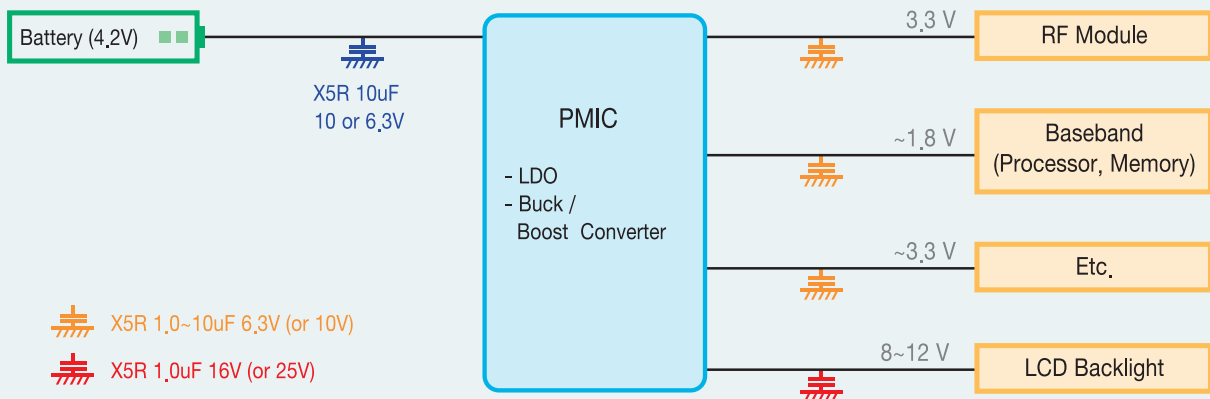 Battery (4.2V)
X5R 10uF
10 or 6.3V
PMIC
- LDO
- Buck /
Boost Converter
3.3 V
RF Module
~1.8 V
Baseband
(Processor, Memory)
~3.3 V
Etc.
8~12 V
LCD Backlight
X5R 1.0~10uF 6.3V (or 10V)
X5R 1.0uF 16V (or 25V)